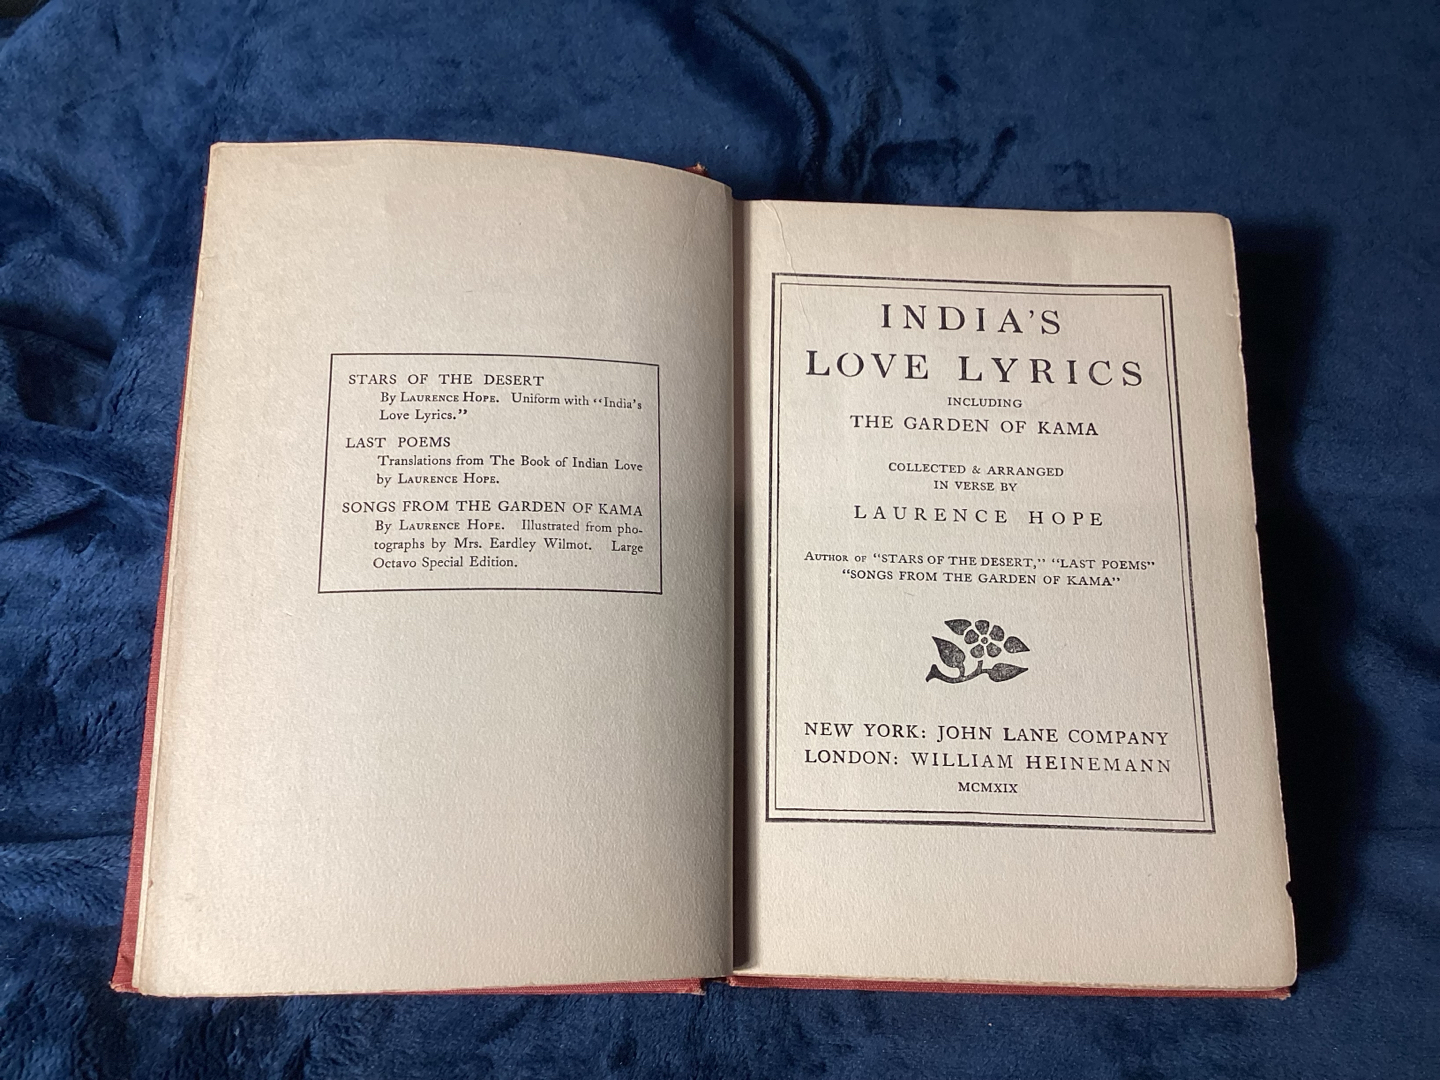 STARS OF THE DESERT
By LAURENCE HOPE. Uniform with "India's
Love Lyrics."
LAST POEMS
Translations from The Book of Indian Love
by LAURENCE HOPE.
SONGS FROM THE GARDEN OF KAMA
By LAURENCE HOPE. Illustrated from pho-
tographs by Mrs. Eardley Wilmot. Large
Octavo Special Edition.
INDIA'S
LOVE LYRICS
INCLUDING
THE GARDEN OF KAMA
COLLECTED & ARRANGED
IN VERSE BY
LAURENCE HOPE
AUTHOR OF "STARS OF THE DESERT," "LAST POEMS"
"SONGS FROM THE GARDEN OF KAMA"
NEW YORK: JOHN LANE COMPANY
LONDON: WILLIAM HEINEMANN
MCMXIX